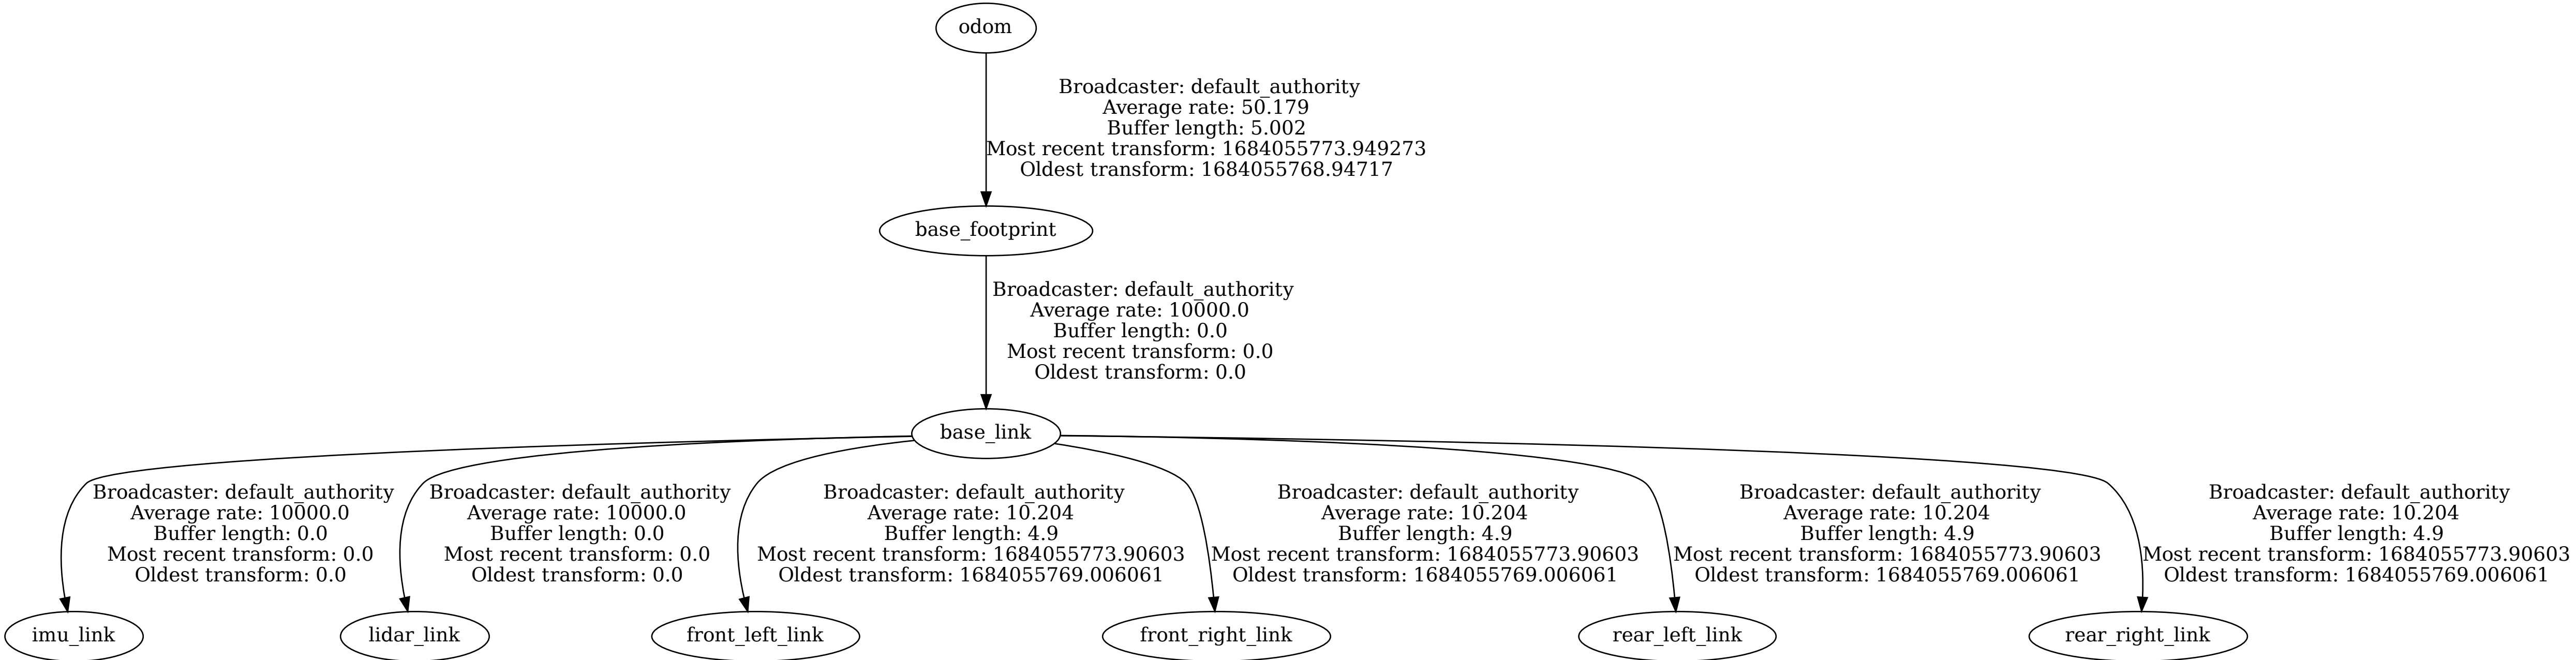 odom
Broadcaster: default_authority
Average rate: 50.179
Buffer length: 5.002
Most recent transform: 1684055773.949273
Oldest transform: 1684055768.94717
base_footprint
Broadcaster: default_authority
Average rate: 10000.0
Buffer length: 0.0
Most recent transform: 0.0
Oldest transform: 0.0
base_link
Broadcaster: default_authority
Average rate: 10000.0
Buffer length: 0.0
Most recent transform: 0.0
Oldest transform: 0.0
Broadcaster: default_authority
Average rate: 10000.0
Buffer length: 0.0
Most recent transform: 0.0
Oldest transform: 0.0
Broadcaster: default_authority
Average rate: 10.204
Buffer length: 4.9
Most recent transform: 1684055773.90603
Oldest transform: 1684055769.006061
Broadcaster: default_authority
Average rate: 10.204
Buffer length: 4.9
Most recent transform: 1684055773.90603
Oldest transform: 1684055769.006061
Broadcaster: default_authority
Average rate: 10.204
Buffer length: 4.9
Most recent transform: 1684055773.90603
Oldest transform: 1684055769.006061
Broadcaster: default_authority
Average rate: 10.204
Buffer length: 4.9
Most recent transform: 1684055773.90603
Oldest transform: 1684055769.006061
imu_link
lidar_link
front_left_link
front_right_link
rear_left_link
rear_right_link